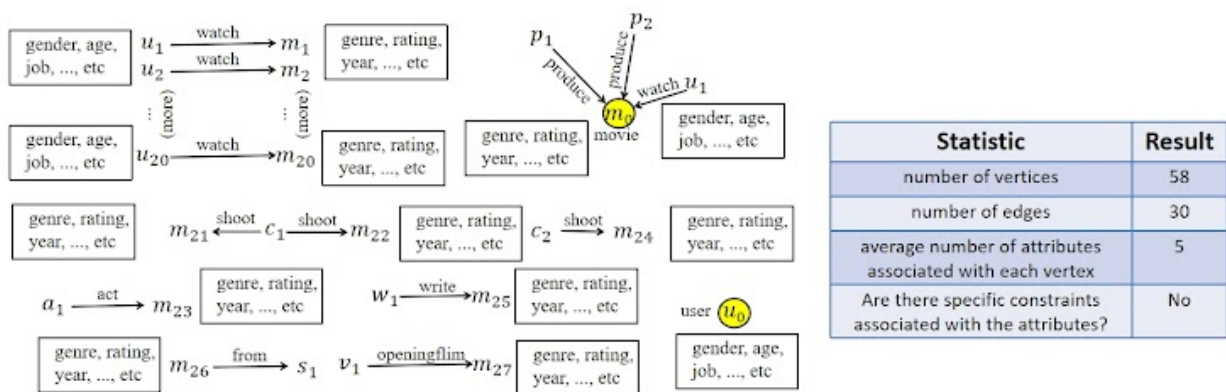 gender, age,
job, ..., etc
u1 watch m1
genre, rating,
year, ..., etc
u2 watch m2
... (more)
... (more)
gender, age,
job, ..., etc
u20 watch m20
genre, rating,
year, ..., etc
p1
p2
produce
produce
watch u1
m0
movie
genre, rating,
year, ..., etc
gender, age,
job, ..., etc
genre, rating,
year, ..., etc
m21 shoot c1 shoot m22
genre, rating,
year, ..., etc
c2 shoot m24
genre, rating,
year, ..., etc
a1 act m23
genre, rating,
year, ..., etc
w1 write m25
genre, rating,
year, ..., etc
user u0
gender, age,
job, ..., etc
genre, rating,
year, ..., etc
m26 from s1
v1 openingflim m27
genre, rating,
year, ..., etc
Statistic Result
number of vertices 58
number of edges 30
average number of attributes 5
associated with each vertex
Are there specific constraints No
associated with the attributes?